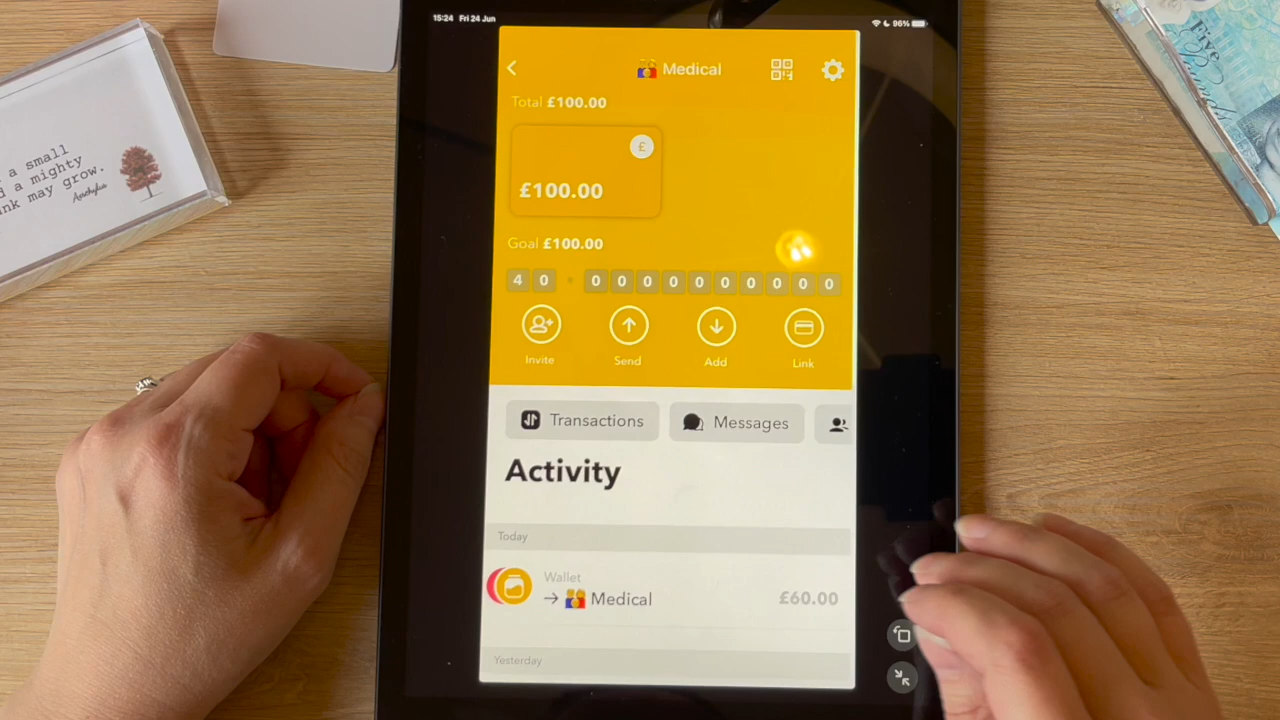 15:24 Fri 24 Jun
96%
Medical
Total £100.00
£
£100.00
Goal £100.00
4 0 0 0 0 0 0 0 0 0 0 0
Invite Send Add Link
Transactions Messages
Activity
Today
Wallet
→ Medical £60.00
Yesterday
a small
a mighty
may grow.
Aeschylus
Five